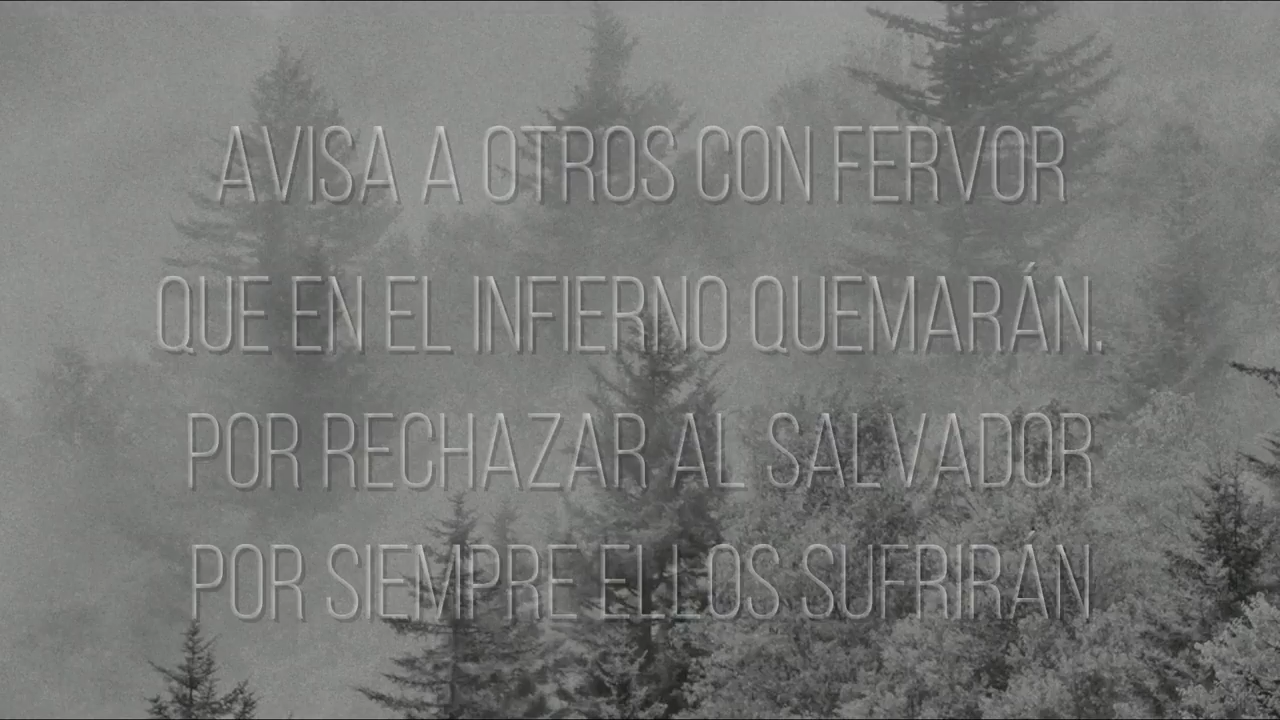 AVISA A OTROS CON FERVOR
QUE EN EL INFIERNO QUEMARÁN.
POR RECHAZAR AL SALVADOR
POR SIEMPRE ELLOS SUFRIRÁN